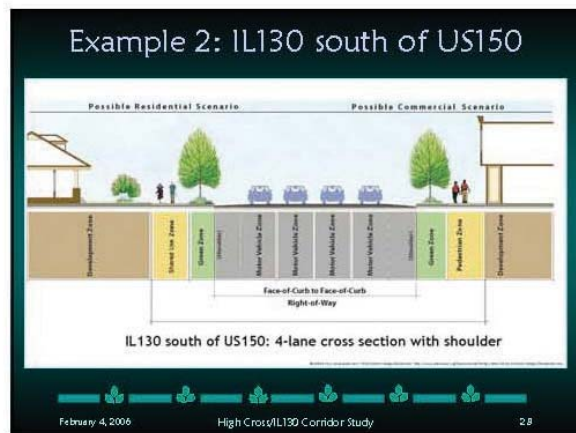 Example 2: IL130 south of US150
Possible Residential Scenario
Possible Commercial Scenario
Development Zone
Shared Use Zone
Green Zone
(Shoulder)
Motor Vehicle Zone
Motor Vehicle Zone
Motor Vehicle Zone
Motor Vehicle Zone
(Shoulder)
Green Zone
Pedestrian Zone
Development Zone
Face-of-Curb to Face-of-Curb
Right-of-Way
IL130 south of US150: 4-lane cross section with shoulder
February 4, 2006
High Cross/IL130 Corridor Study
28